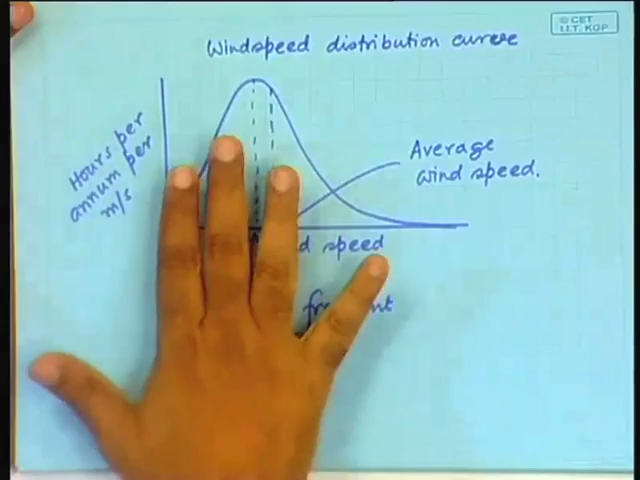 © CET
I.I.T. KGP
Windspeed distribution curve
Hours per
annum per
m/s
Average
wind speed.
speed